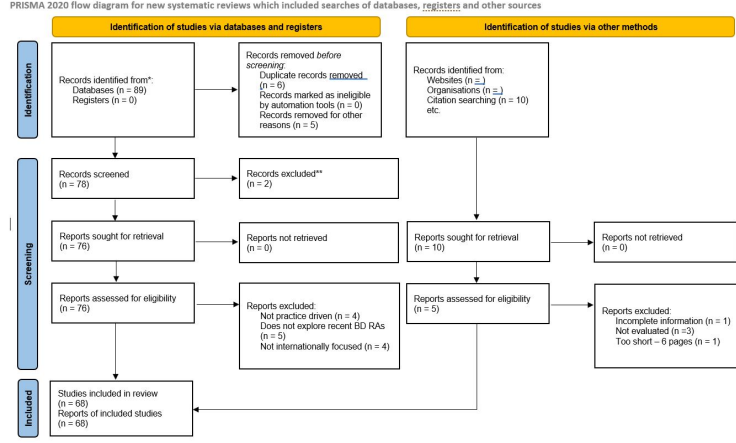 PRISMA 2020 flow diagram for new systematic reviews which included searches of databases, registers and other sources
Identification of studies via databases and registers
Identification of studies via other methods
Identification
Records identified from*:
Databases (n = 89)
Registers (n = 0)
Records removed before
screening:
Duplicate records removed
(n = 6)
Records marked as ineligible
by automation tools (n = 0)
Records removed for other
reasons (n = 5)
Records identified from:
Websites (n = )
Organisations (n = )
Citation searching (n = 10)
etc.
Screening
Records screened
(n = 78)
Records excluded**
(n = 2)
Reports sought for retrieval
(n = 76)
Reports not retrieved
(n = 0)
Reports sought for retrieval
(n = 10)
Reports not retrieved
(n = 0)
Reports assessed for eligibility
(n = 76)
Reports excluded:
Not practice driven (n = 4)
Does not explore recent BD RAs
(n = 5)
Not internationally focused (n = 4)
Reports assessed for eligibility
(n = 5)
Reports excluded:
Incomplete information (n = 1)
Not evaluated (n =3)
Too short – 6 pages (n = 1)
Included
Studies included in review
(n = 68)
Reports of included studies
(n = 68)